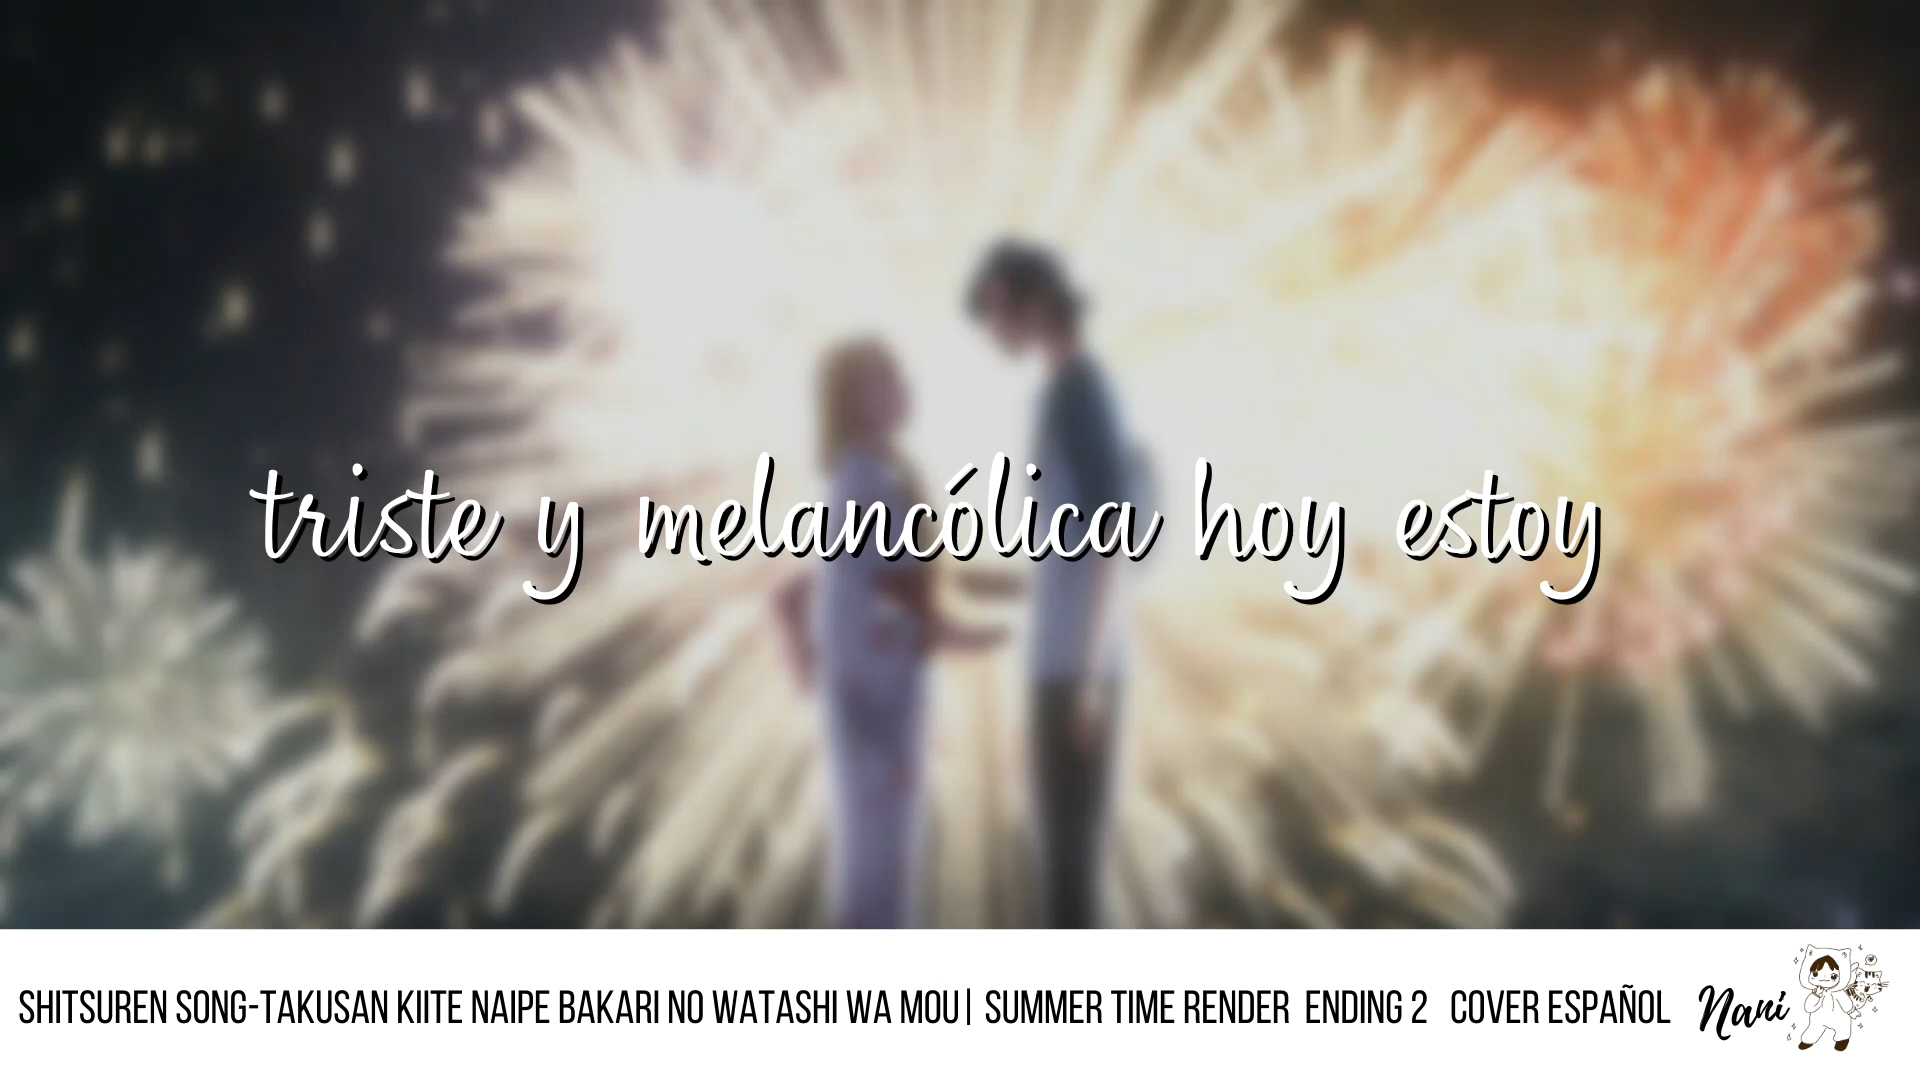 triste y melancólica hoy estoy
SHITSUREN SONG-TAKUSAN KIITE NAIPE BAKARI NO WATASHI WA MOU| SUMMER TIME RENDER ENDING 2 COVER ESPAÑOL Nani